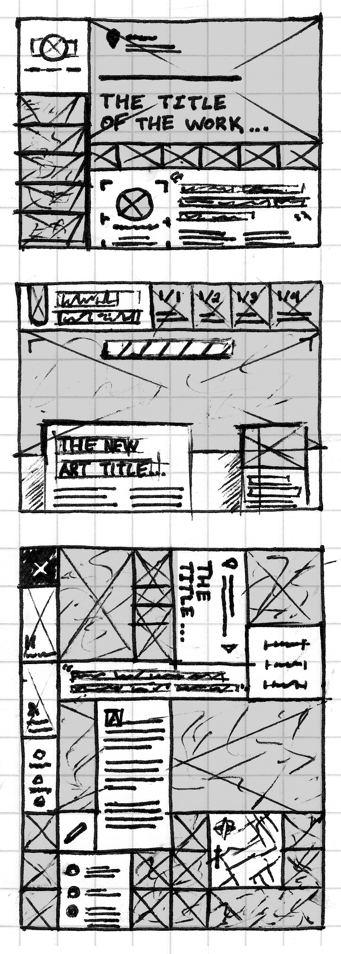 THE TITLE
OF THE WORK...
1/1 1/2 1/3 1/4
THE NEW
ART TITLE...
THE
TITLE...
A